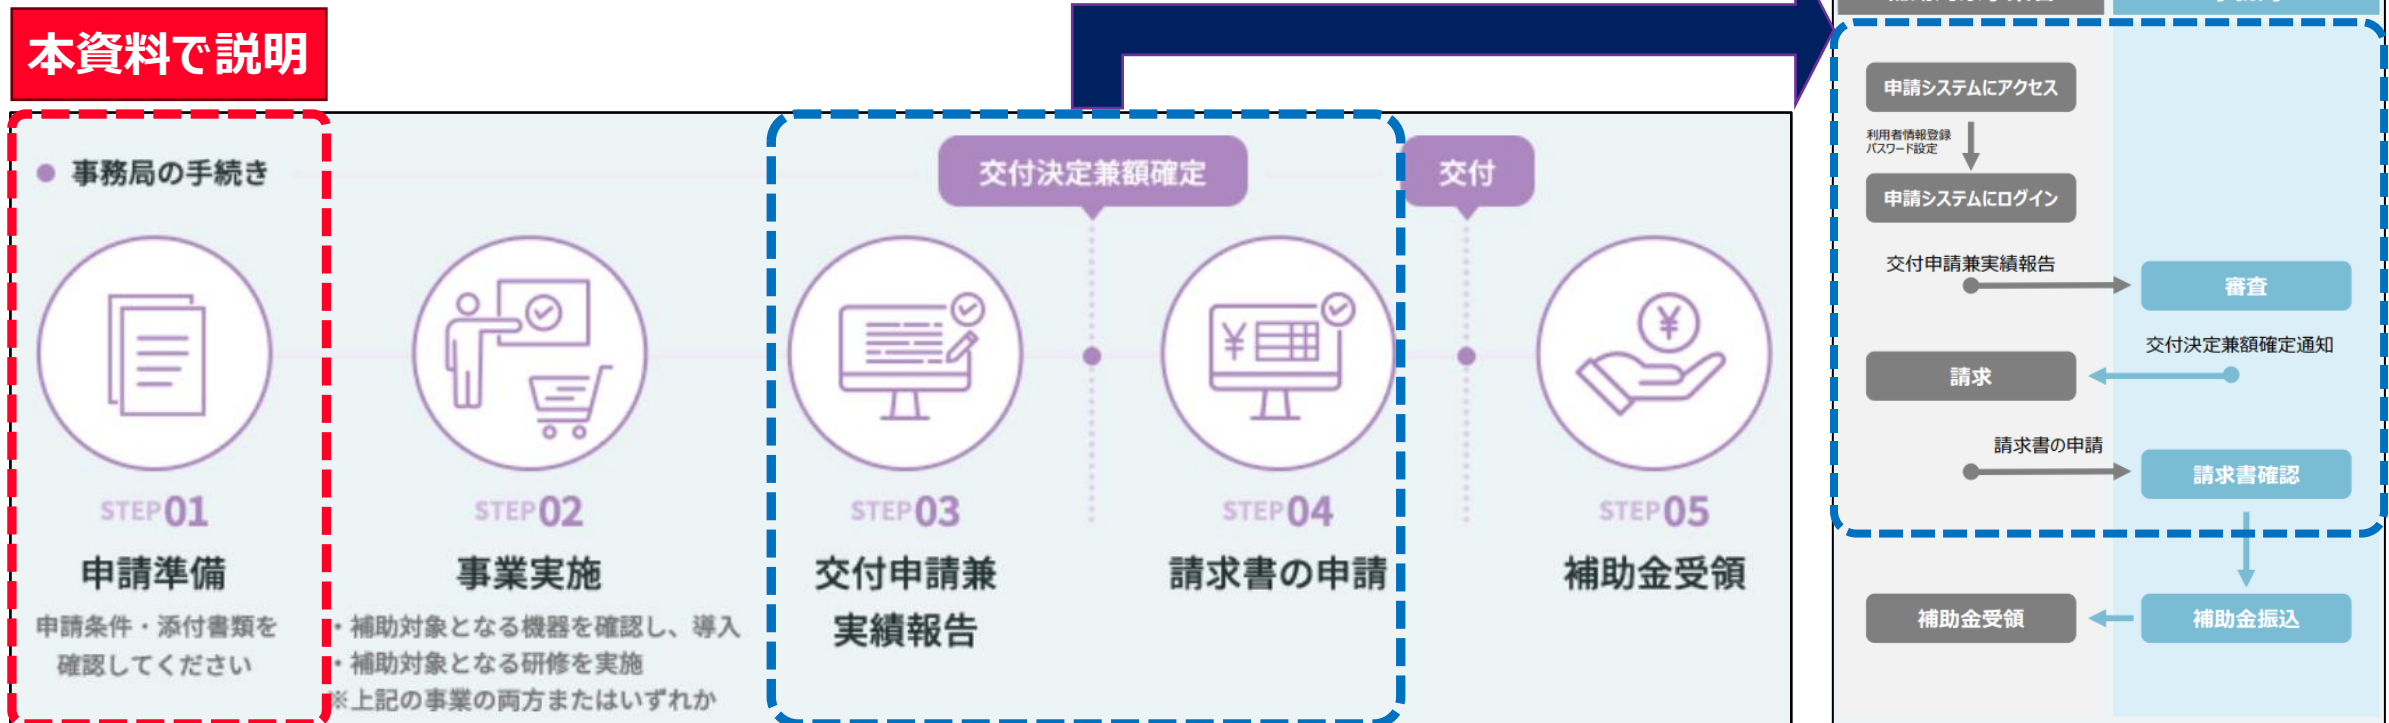 本資料で説明
事務局の手続き
交付決定兼額確定
交付
STEP01
申請準備
申請条件・添付書類を
確認してください
STEP02
事業実施
・補助対象となる機器を確認し、導入
・補助対象となる研修を実施
※上記の事業の両方またはいずれか
STEP03
交付申請兼
実績報告
STEP04
請求書の申請
STEP05
補助金受領
申請システムにアクセス
利用者情報登録
パスワード設定
申請システムにログイン
交付申請兼実績報告
審査
交付決定兼額確定通知
請求
請求書の申請
請求書確認
補助金受領
補助金振込